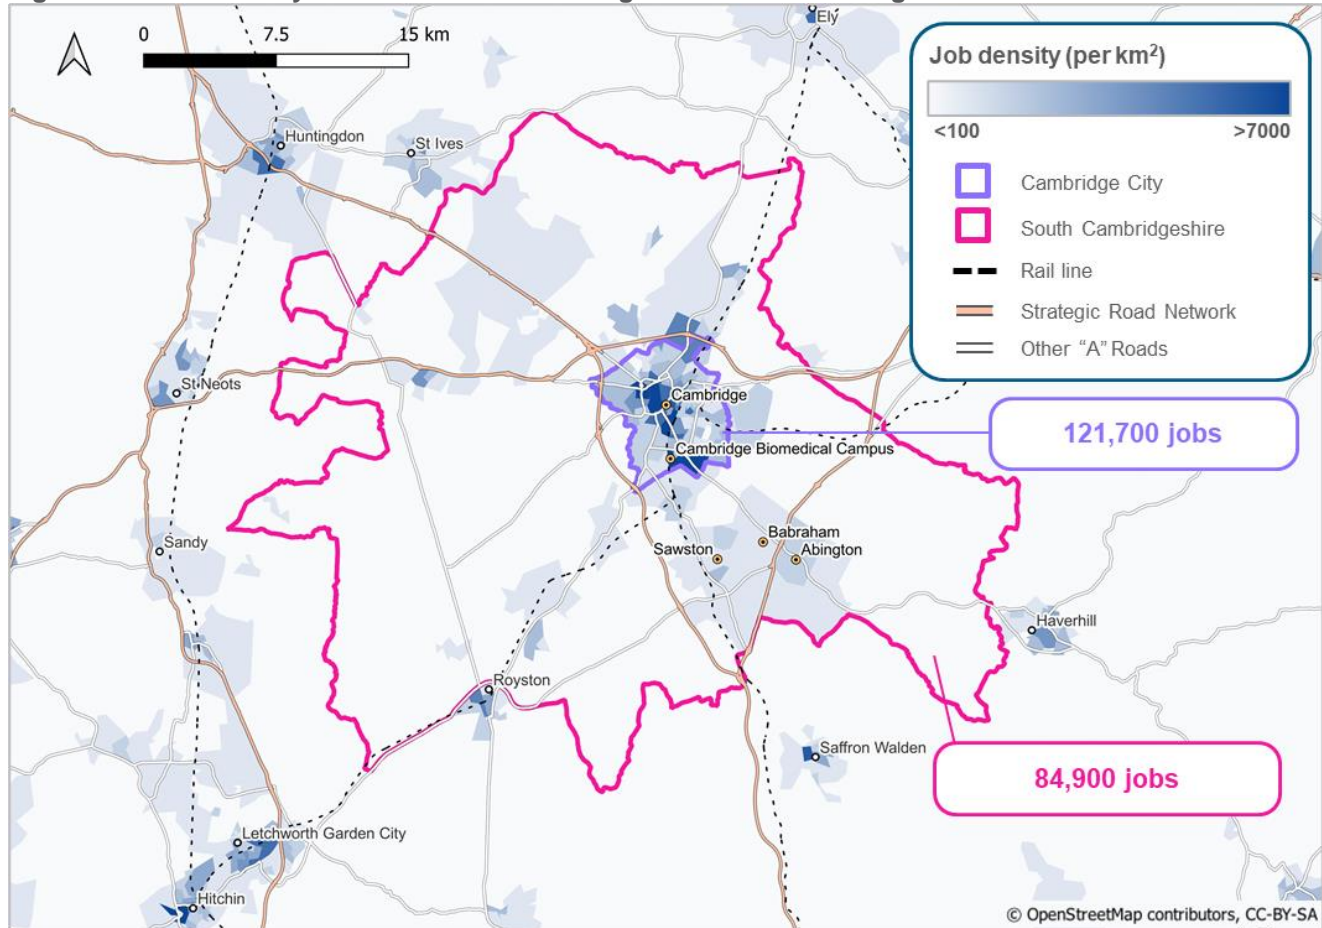 0 7.5 15 km
Ely
Job density (per km²)
<100 >7000
Cambridge City
South Cambridgeshire
Rail line
Strategic Road Network
Other “A” Roads
Huntingdon
St Ives
St Neots
Cambridge
121,700 jobs
Cambridge Biomedical Campus
Sandy
Babraham
Sawston
Abington
Haverhill
Royston
Saffron Walden
84,900 jobs
Letchworth Garden City
Hitchin
© OpenStreetMap contributors, CC-BY-SA